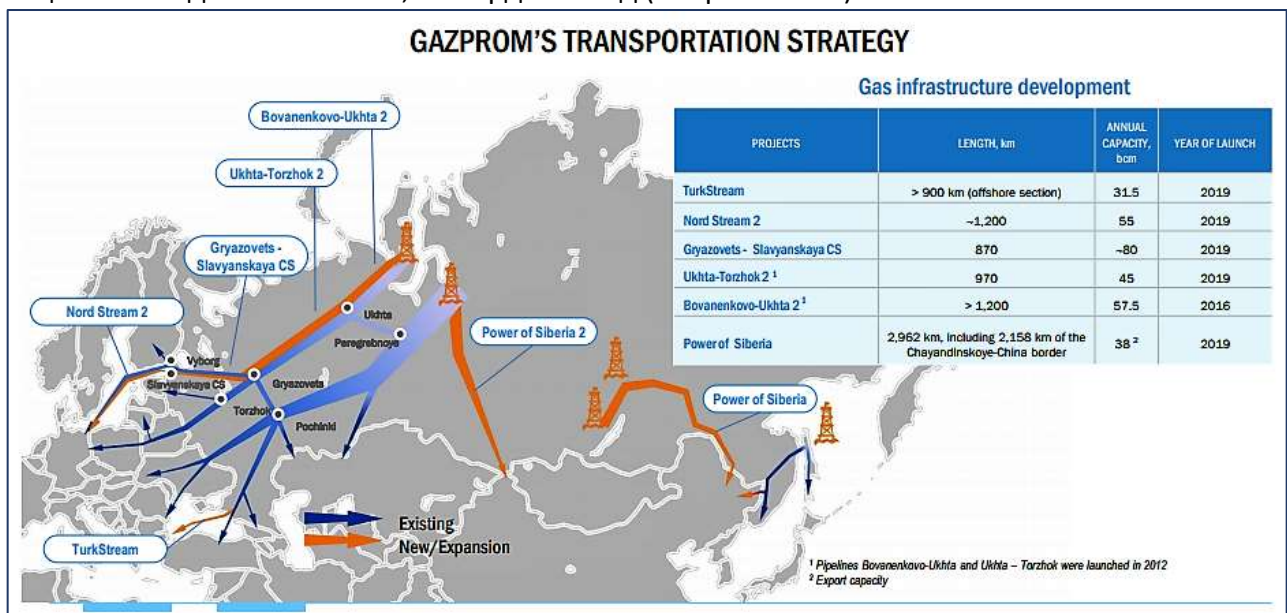 GAZPROM'S TRANSPORTATION STRATEGY
Gas infrastructure development
PROJECTS LENGTH, km ANNUAL CAPACITY, bcm YEAR OF LAUNCH
TurkStream > 900 km (offshore section) 31.5 2019
Nord Stream 2 ~1,200 55 2019
Gryazovets - Slavyanskaya CS 870 ~80 2019
Ukhta-Torzhok 2 ¹ 970 45 2019
Bovanenkovo-Ukhta 2 ¹ > 1,200 57.5 2016
Power of Siberia 2,962 km, including 2,158 km of the Chayandinskoye-China border 38 ² 2019
Bovanenkovo-Ukhta 2
Ukhta-Torzhok 2
Gryazovets -
Slavyanskaya CS
Nord Stream 2
Ukhta
Peregrebnoye
Power of Siberia 2
Vyborg
Slavyanskaya CS
Gryazovets
Torzhok
Pochinki
Power of Siberia
TurkStream
Existing
New/Expansion
¹ Pipelines Bovanenkovo-Ukhta and Ukhta – Torzhok were launched in 2012
² Export capacity